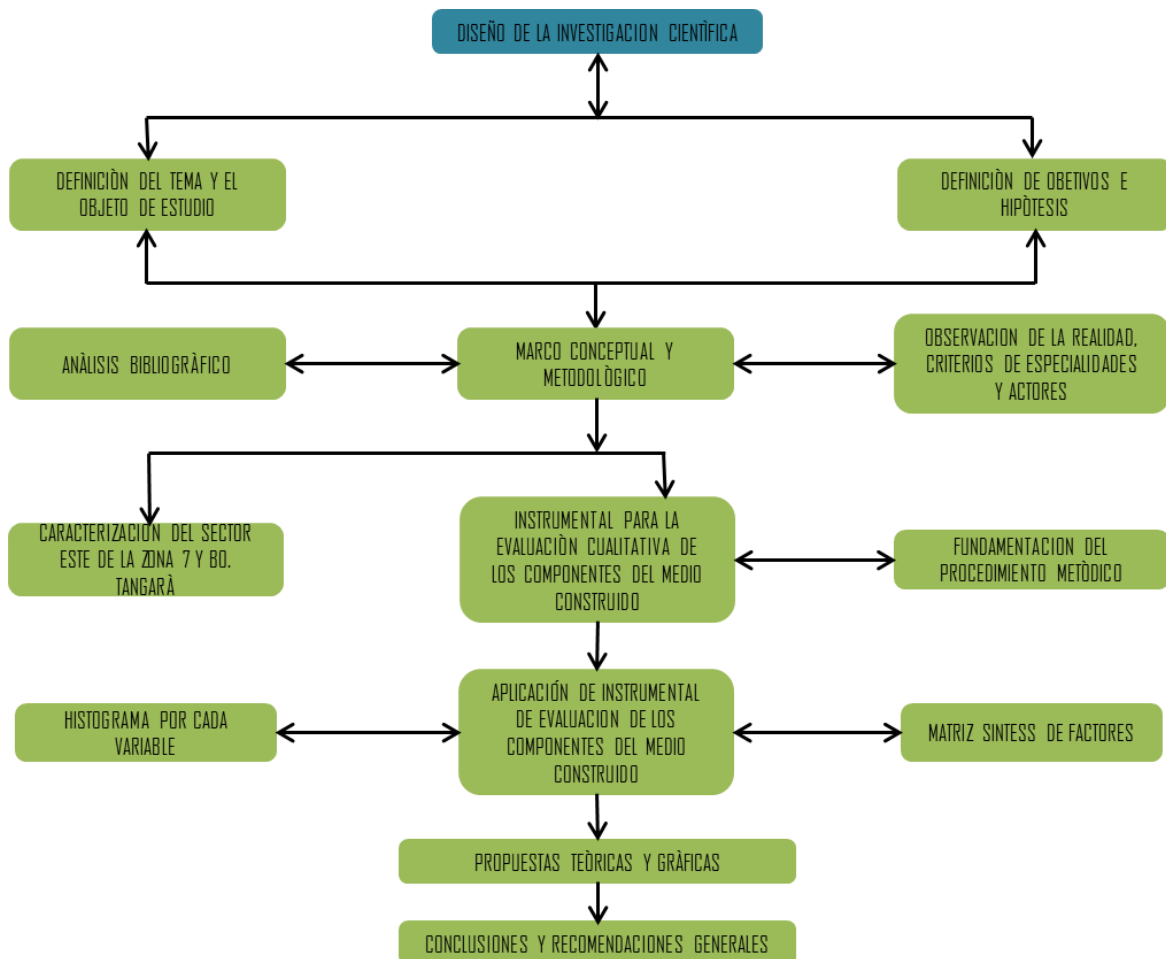 DISEÑO DE LA INVESTIGACION CIENTÌFICA
DEFINICIÒN DEL TEMA Y EL
OBJETO DE ESTUDIO
DEFINICIÒN DE OBETIVOS E
HIPÒTESIS
ANÀLISIS BIBLIOGRÀFICO
MARCO CONCEPTUAL Y
METODOLÒGICO
OBSERVACION DE LA REALIDAD,
CRITERIOS DE ESPECIALIDADES
Y ACTORES
CARACTERIZACION DEL SECTOR
ESTE DE LA ZONA 7 Y BO.
TANGARÀ
INSTRUMENTAL PARA LA
EVALUACIÒN CUALITATIVA DE
LOS COMPONENTES DEL MEDIO
CONSTRUIDO
FUNDAMENTACION DEL
PROCEDIMIENTO METÒDICO
HISTOGRAMA POR CADA
VARIABLE
APLICACIÓN DE INSTRUMENTAL
DE EVALUACION DE LOS
COMPONENTES DEL MEDIO
CONSTRUIDO
MATRIZ SINTESS DE FACTORES
PROPUESTAS TEÒRICAS Y GRÀFICAS
CONCLUSIONES Y RECOMENDACIONES GENERALES